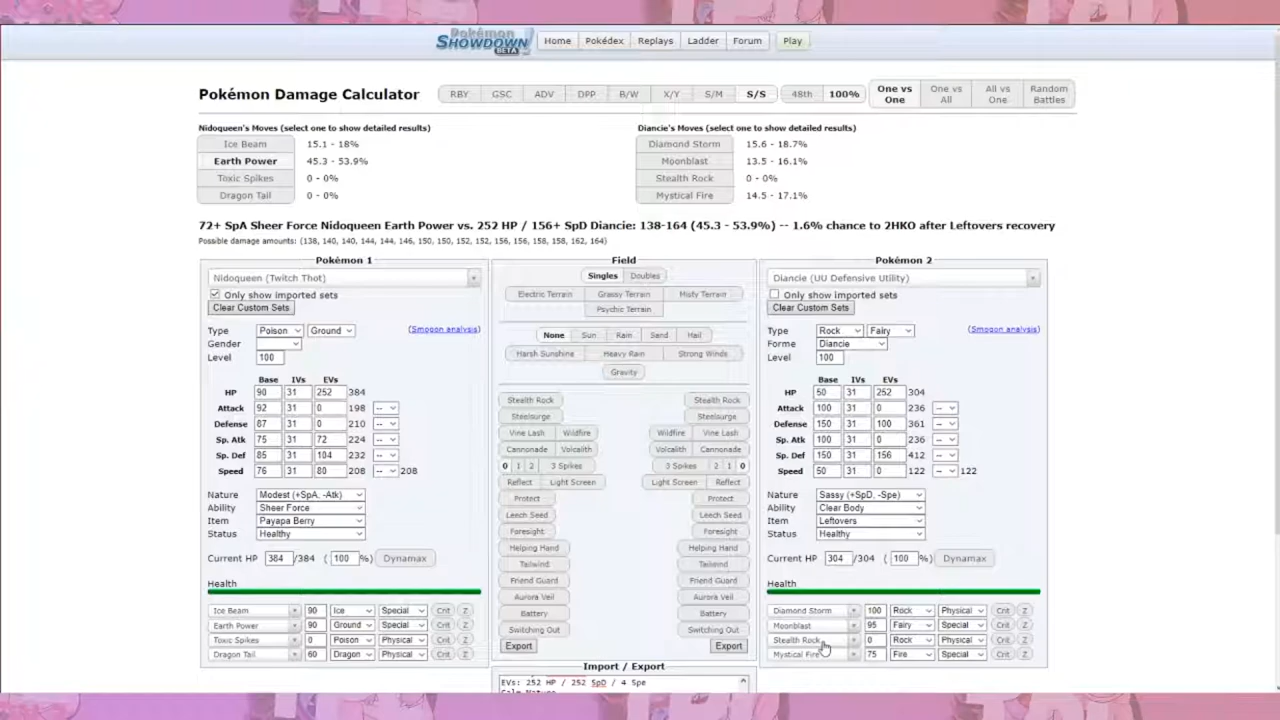 Pokémon SHOWDOWN! BETA Home Pokédex Replays Ladder Forum Play
Pokémon Damage Calculator RBY GSC ADV DPP B/W X/Y S/M S/S 48th 100% One vs One One vs All All vs One Random Battles
Nidoqueen's Moves (select one to show detailed results) Diancie's Moves (select one to show detailed results)
Ice Beam 15.1 - 18% Diamond Storm 15.6 - 18.7%
Earth Power 45.3 - 53.9% Moonblast 13.5 - 16.1%
Toxic Spikes 0 - 0% Stealth Rock 0 - 0%
Dragon Tail 0 - 0% Mystical Fire 14.5 - 17.1%
72+ SpA Sheer Force Nidoqueen Earth Power vs. 252 HP / 156+ SpD Diancie: 138-164 (45.3 - 53.9%) -- 1.6% chance to 2HKO after Leftovers recovery
Possible damage amounts: (138, 140, 140, 144, 144, 146, 150, 150, 152, 152, 156, 156, 158, 158, 162, 164)
Pokémon 1
Nidoqueen (Twitch Thot)
Only show imported sets
Clear Custom Sets
Type Poison Ground (Smogon analysis)
Gender
Level 100
Base IVs EVs
HP 90 31 252 384
Attack 92 31 0 198 --
Defense 87 31 0 210 --
Sp. Atk 75 31 72 224 --
Sp. Def 85 31 104 232 --
Speed 76 31 80 208 -- 208
Nature Modest (+SpA, -Atk)
Ability Sheer Force
Item Payapa Berry
Status Healthy
Current HP 384 /384 ( 100 %) Dynamax
Health
Ice Beam 90 Ice Special Crit Z
Earth Power 90 Ground Special Crit Z
Toxic Spikes 0 Poison Physical Crit Z
Dragon Tail 60 Dragon Physical Crit Z
Field
Singles Doubles
Electric Terrain Grassy Terrain Misty Terrain
Psychic Terrain
None Sun Rain Sand Hail
Harsh Sunshine Heavy Rain Strong Winds
Gravity
Stealth Rock Stealth Rock
Steelsurge Steelsurge
Vine Lash Wildfire Wildfire Vine Lash
Cannonade Volcalith Volcalith Cannonade
0 1 2 3 Spikes 3 Spikes 2 1 0
Reflect Light Screen Light Screen Reflect
Protect Protect
Leech Seed Leech Seed
Foresight Foresight
Helping Hand Helping Hand
Tailwind Tailwind
Friend Guard Friend Guard
Aurora Veil Aurora Veil
Battery Battery
Switching Out Switching Out
Export Export
Import / Export
EVs: 252 HP / 252 SpD / 4 Spe
Pokémon 2
Diancie (UU Defensive Utility)
Only show imported sets
Clear Custom Sets
Type Rock Fairy (Smogon analysis)
Forme Diancie
Level 100
Base IVs EVs
HP 50 31 252 304
Attack 100 31 0 236 --
Defense 150 31 100 361 --
Sp. Atk 100 31 0 236 --
Sp. Def 150 31 156 412 --
Speed 50 31 0 122 -- 122
Nature Sassy (+SpD, -Spe)
Ability Clear Body
Item Leftovers
Status Healthy
Current HP 304 /304 ( 100 %) Dynamax
Health
Diamond Storm 100 Rock Physical Crit Z
Moonblast 95 Fairy Special Crit Z
Stealth Rock 0 Rock Physical Crit Z
Mystical Fire 75 Fire Special Crit Z